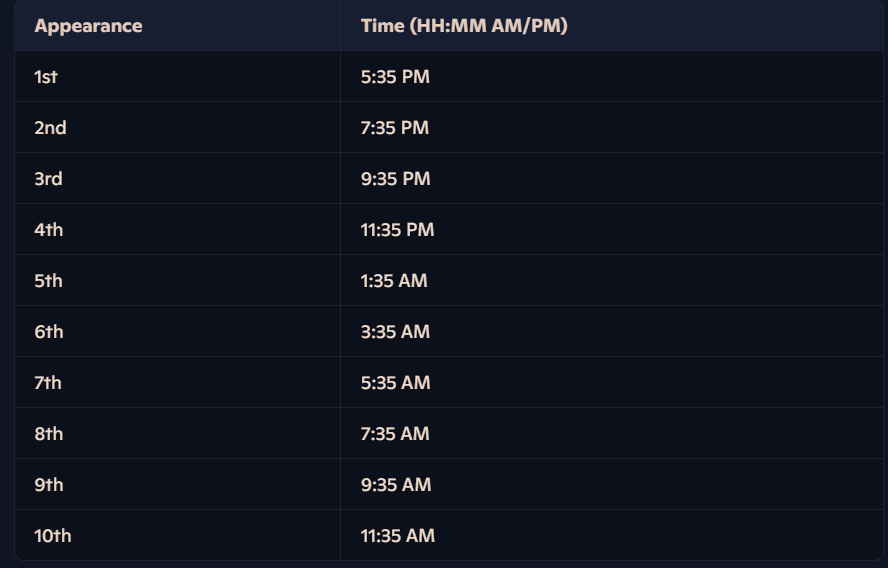 Appearance Time (HH:MM AM/PM)
1st 5:35 PM
2nd 7:35 PM
3rd 9:35 PM
4th 11:35 PM
5th 1:35 AM
6th 3:35 AM
7th 5:35 AM
8th 7:35 AM
9th 9:35 AM
10th 11:35 AM